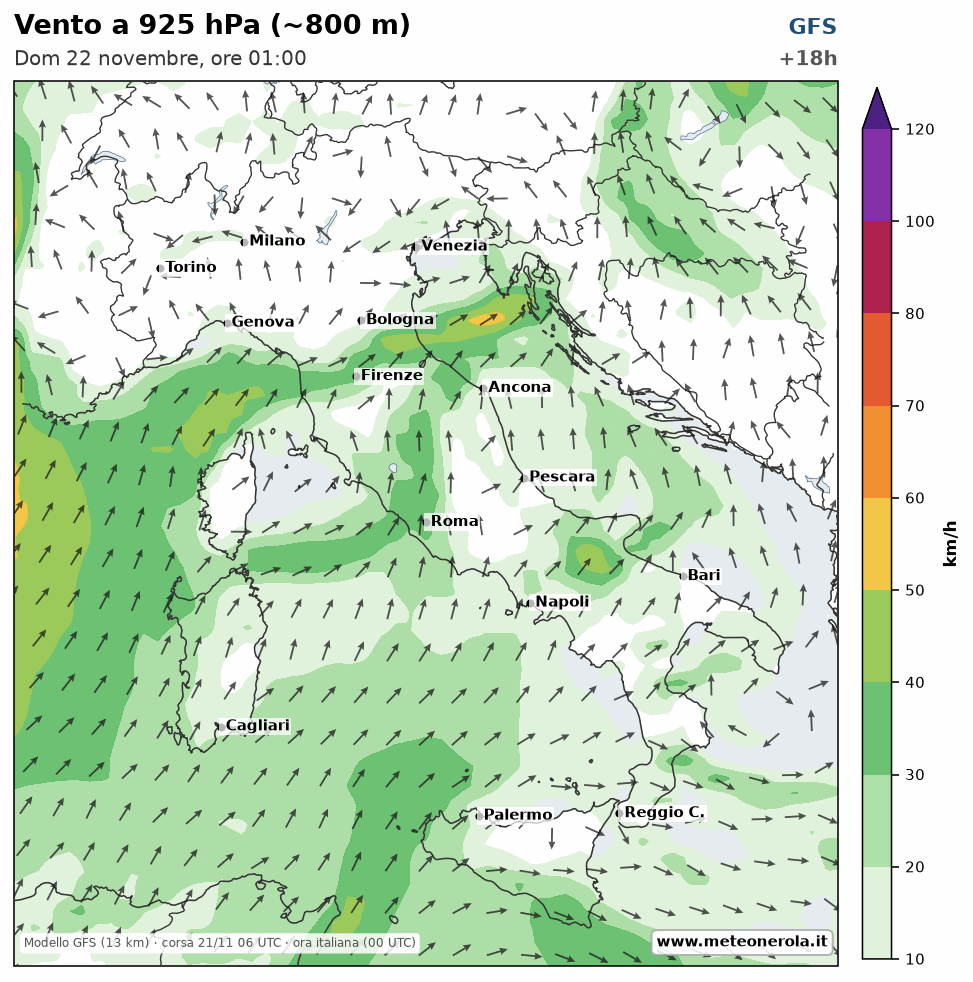 Vento a 925 hPa (~800 m)
GFS
Dom 22 novembre, ore 01:00
+18h
120
100
80
70
60
50
40
30
20
10
km/h
Milano
Venezia
Torino
Genova
Bologna
Firenze
Ancona
Pescara
Roma
Bari
Napoli
Cagliari
Palermo
Reggio C.
Modello GFS (13 km) · corsa 21/11 06 UTC · ora italiana (00 UTC)
www.meteonerola.it